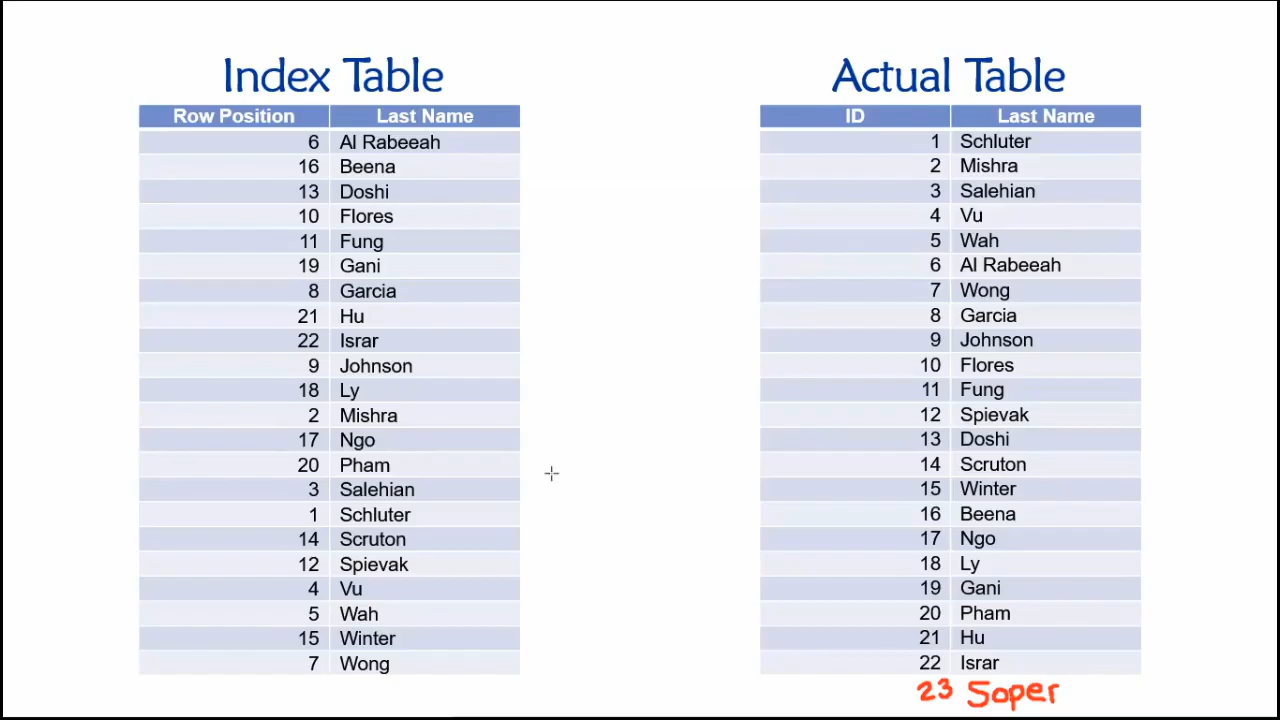 Index Table
Row Position Last Name
6 Al Rabeeah
16 Beena
13 Doshi
10 Flores
11 Fung
19 Gani
8 Garcia
21 Hu
22 Israr
9 Johnson
18 Ly
2 Mishra
17 Ngo
20 Pham
3 Salehian
1 Schluter
14 Scruton
12 Spievak
4 Vu
5 Wah
15 Winter
7 Wong
Actual Table
ID Last Name
1 Schluter
2 Mishra
3 Salehian
4 Vu
5 Wah
6 Al Rabeeah
7 Wong
8 Garcia
9 Johnson
10 Flores
11 Fung
12 Spievak
13 Doshi
14 Scruton
15 Winter
16 Beena
17 Ngo
18 Ly
19 Gani
20 Pham
21 Hu
22 Israr
23 Soper